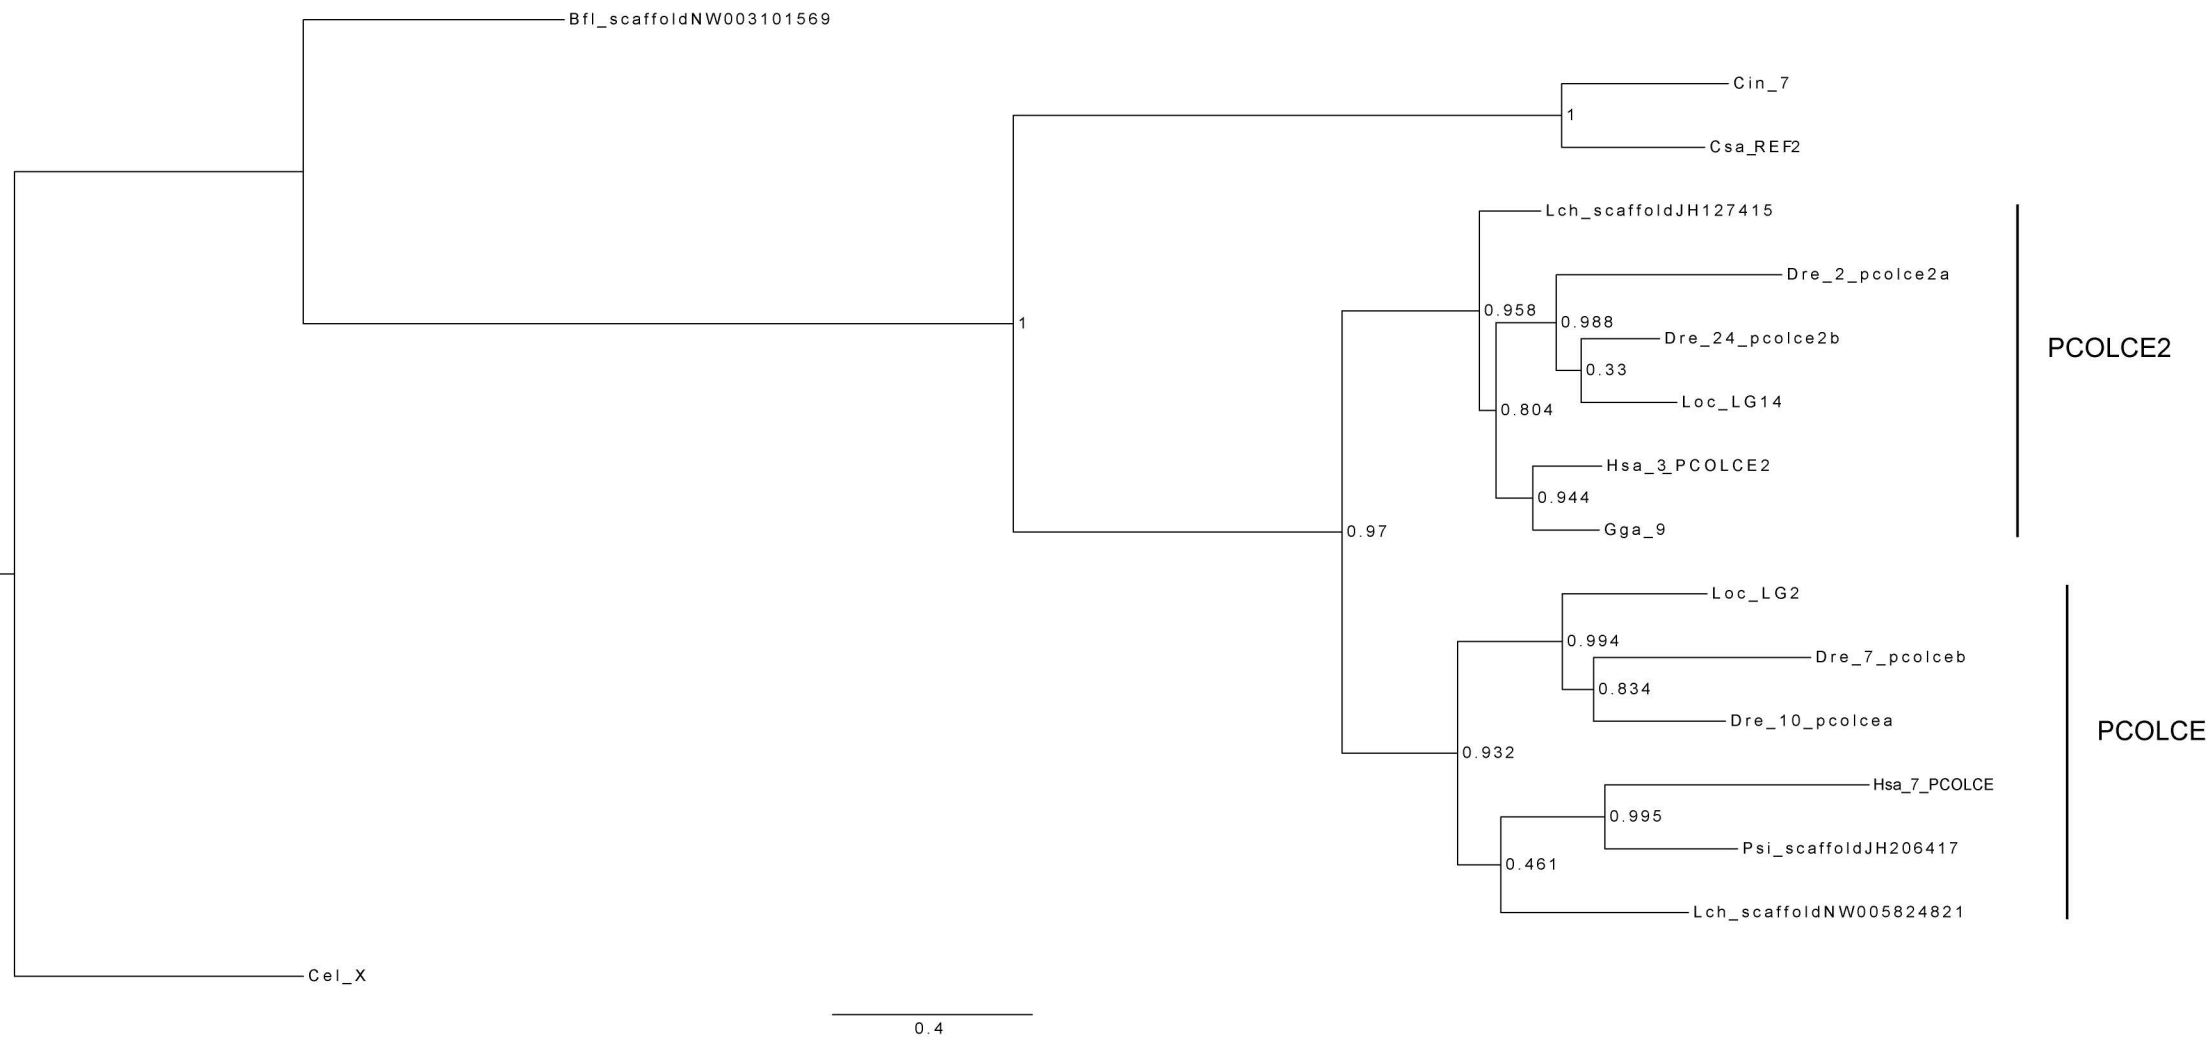 Bfl_scaffoldNW003101569
Cin_7
1
Csa_REF2
Lch_scaffoldJH127415
Dre_2_pcolce2a
0.958
0.988
1
Dre_24_pcolce2b
PCOLCE2
0.33
Loc_LG14
0.804
Hsa_3_PCOLCE2
0.944
Gga_9
0.97
Loc_LG2
0.994
Dre_7_pcolceb
0.834
Dre_10_pcolcea
PCOLCE
0.932
Hsa_7_PCOLCE
0.995
Psi_scaffoldJH206417
0.461
Lch_scaffoldNW005824821
Cel_X
0.4